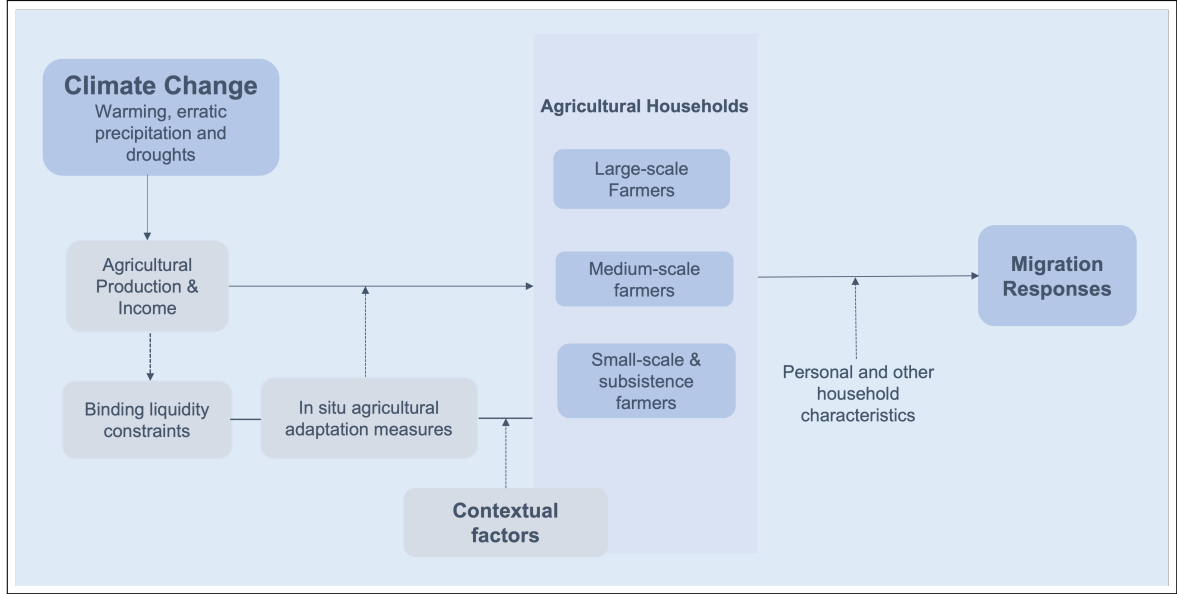 Climate Change
Warming, erratic
precipitation and
droughts
Agricultural Households
Large-scale
Farmers
Agricultural
Production &
Income
Medium-scale
farmers
Migration
Responses
Small-scale &
subsistence
farmers
Personal and other
household
characteristics
Binding liquidity
constraints
In situ agricultural
adaptation measures
Contextual
factors